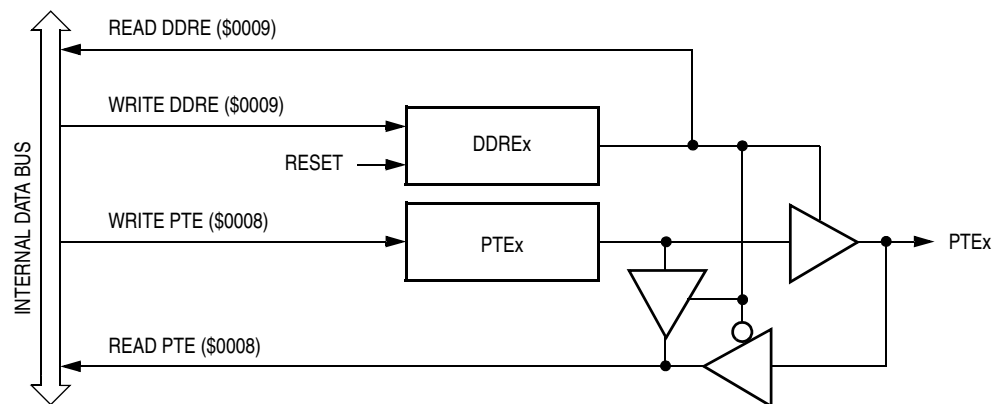 READ DDRE ($0009)
WRITE DDRE ($0009)
DDREx
RESET
INTERNAL DATA BUS
WRITE PTE ($0008)
PTEx
PTEx
READ PTE ($0008)